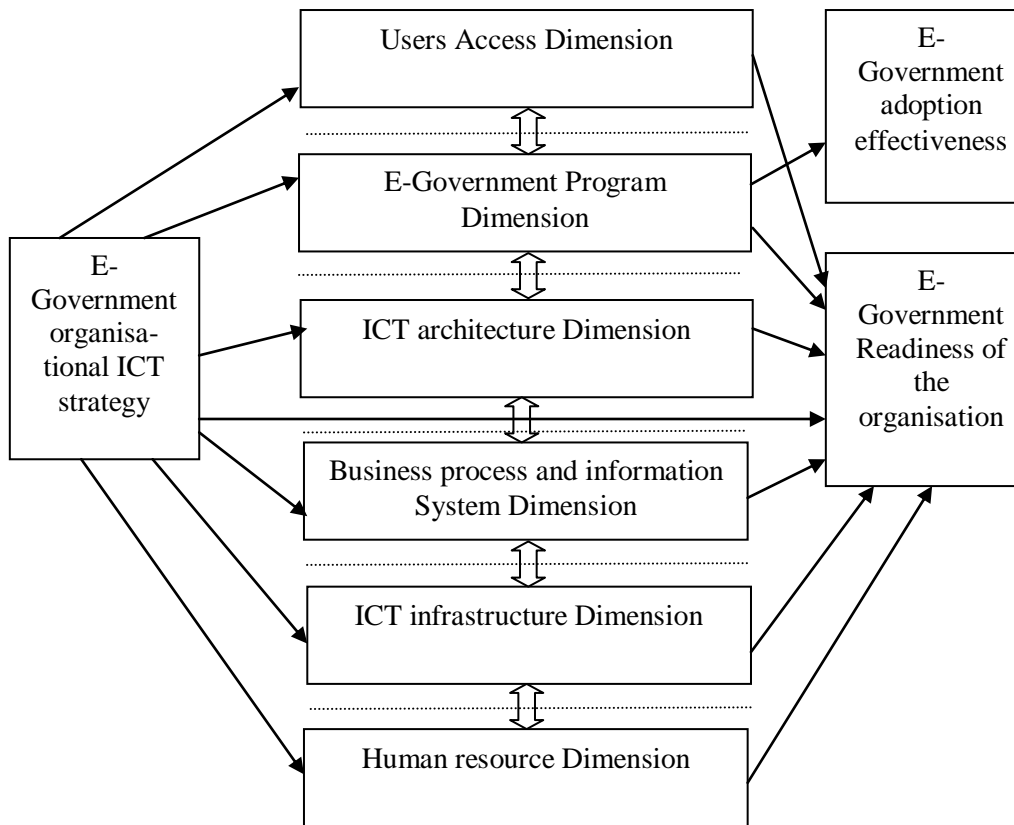 Users Access Dimension
E-
Government
adoption
effectiveness
E-Government Program
Dimension
E-
Government
organisa-
tional ICT
strategy
ICT architecture Dimension
E-
Government
Readiness of
the
organisation
Business process and information
System Dimension
ICT infrastructure Dimension
Human resource Dimension